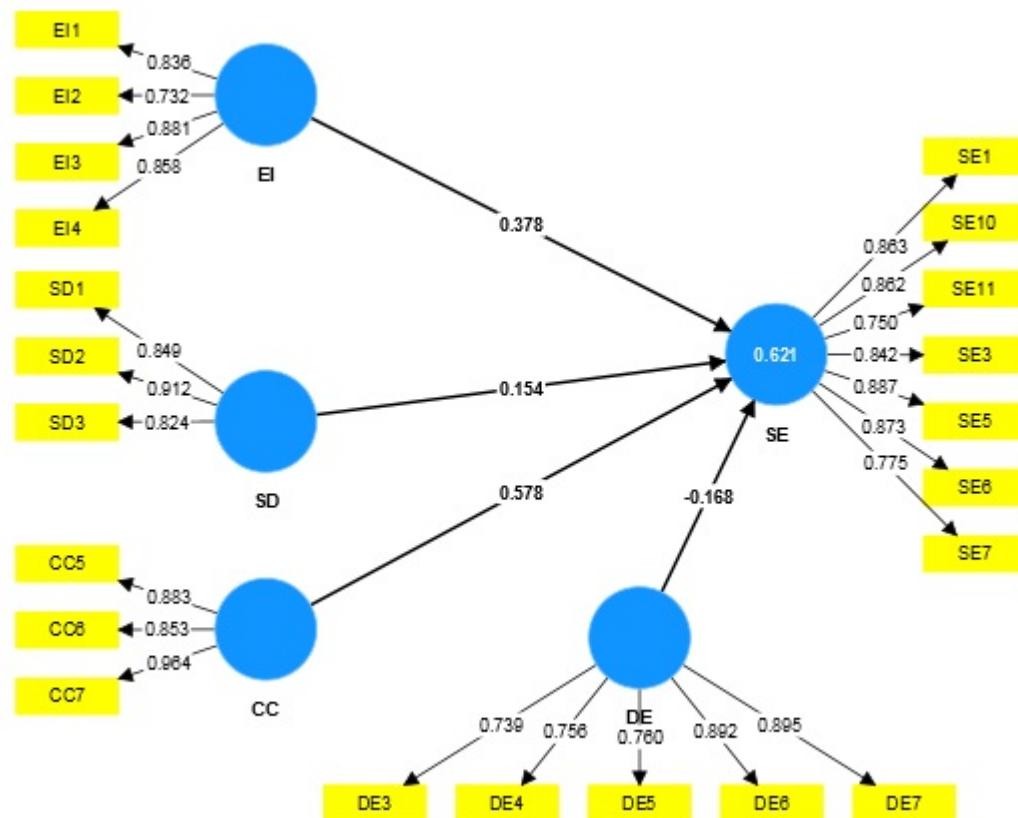 EI1
0.836
EI2
0.732
EI3
0.881
0.858
EI4
EI
0.378
SD1
0.849
SD2
0.912
SD3
0.824
SD
0.154
CC5
0.883
CC6
0.853
CC7
0.964
CC
0.578
SE1
0.863
SE10
0.862
SE11
0.750
SE3
0.842
SE5
0.887
SE6
0.873
SE7
0.775
0.621
SE
-0.168
DE
0.739
0.756
0.760
0.892
0.895
DE3
DE4
DE5
DE6
DE7